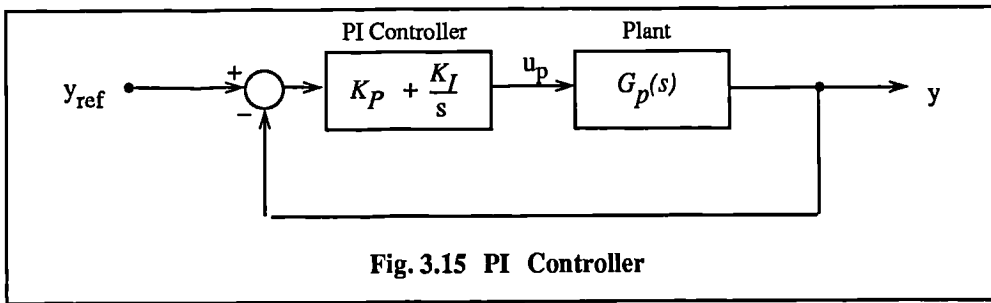 PI Controller
Plant
y_ref
+
−
K_P + K_I/s
u_p
G_p(s)
y
Fig. 3.15 PI Controller